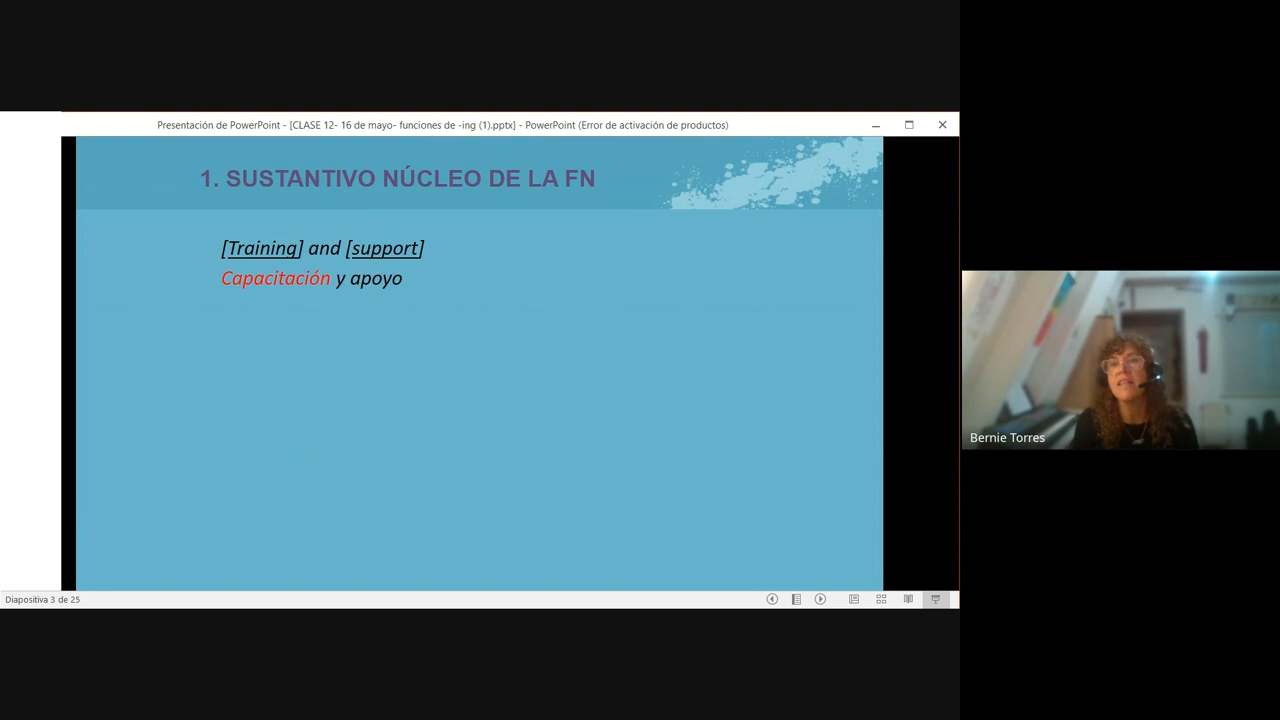 Presentación de PowerPoint - [CLASE 12- 16 de mayo- funciones de -ing (1).pptx] - PowerPoint (Error de activación de productos)
1. SUSTANTIVO NÚCLEO DE LA FN
[Training] and [support]
Capacitación y apoyo
Bernie Torres
Diapositiva 3 de 25